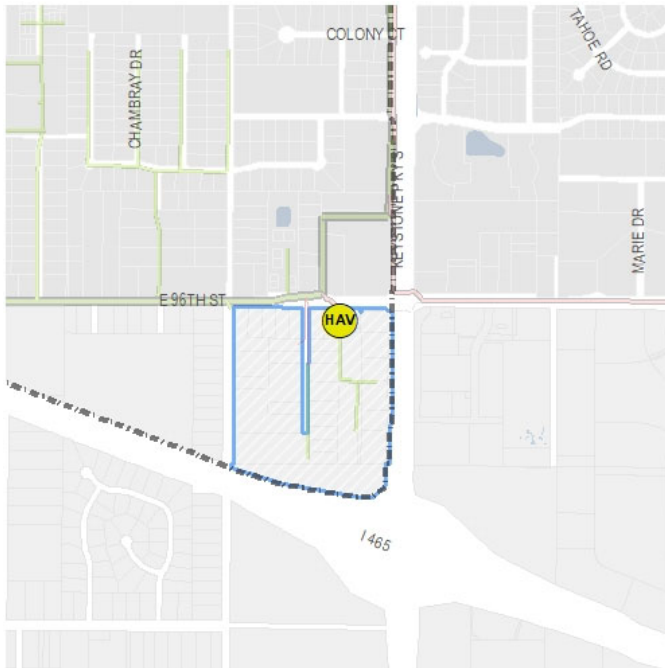 COLONY CT
TAHOE RD
CHAMBRAY DR
KEYSTONE PKY S
MARIE DR
E 96TH ST
HAV
I 465